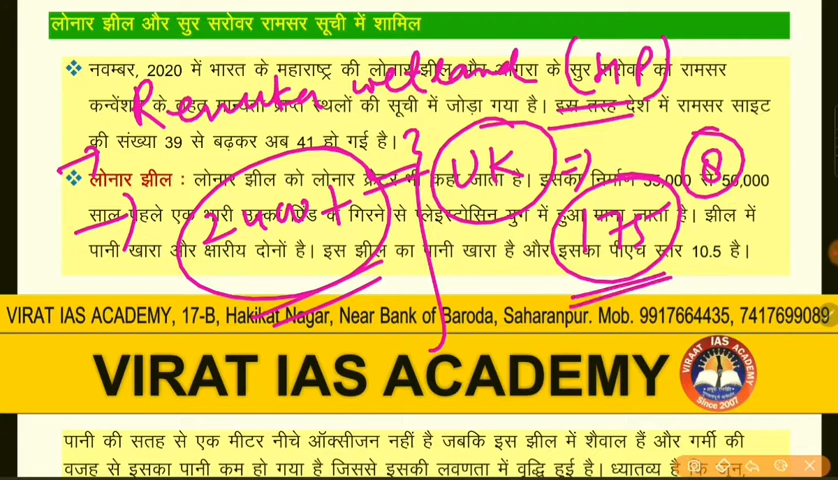 लोनार झील और सुर सरोवर रामसर सूची में शामिल
नवम्बर, 2020 में भारत के महाराष्ट्र की लोनार झील और आगरा के सुर सरोवर को रामसर
Renuka wetland (HP)
कन्वेंशन के तहत मान्यता प्राप्त स्थलों की सूची में जोड़ा गया है। इस तरह देश में रामसर साइट
की संख्या 39 से बढ़कर अब 41 हो गई है।
UK 8
लोनार झील : लोनार झील को लोनार क्रेटर भी कहा जाता है। इसका निर्माण 35,000 से 50,000
2400+ 175
साल पहले एक भारी उल्का पिंड के गिरने से प्लेइस्टोसिन युग में हुआ माना जाता है। झील में
पानी खारा और क्षारीय दोनों है। इस झील का पानी खारा है और इसका पीएच स्तर 10.5 है।
VIRAT IAS ACADEMY, 17-B, Hakikat Nagar, Near Bank of Baroda, Saharanpur. Mob. 9917664435, 7417699089
VIRAT IAS ACADEMY
VIRAAT IAS ACADEMY
Since 2007
पानी की सतह से एक मीटर नीचे ऑक्सीजन नहीं है जबकि इस झील में शैवाल हैं और गर्मी की
वजह से इसका पानी कम हो गया है जिससे इसकी लवणता में वृद्धि हुई है। ध्यातव्य है कि जून,